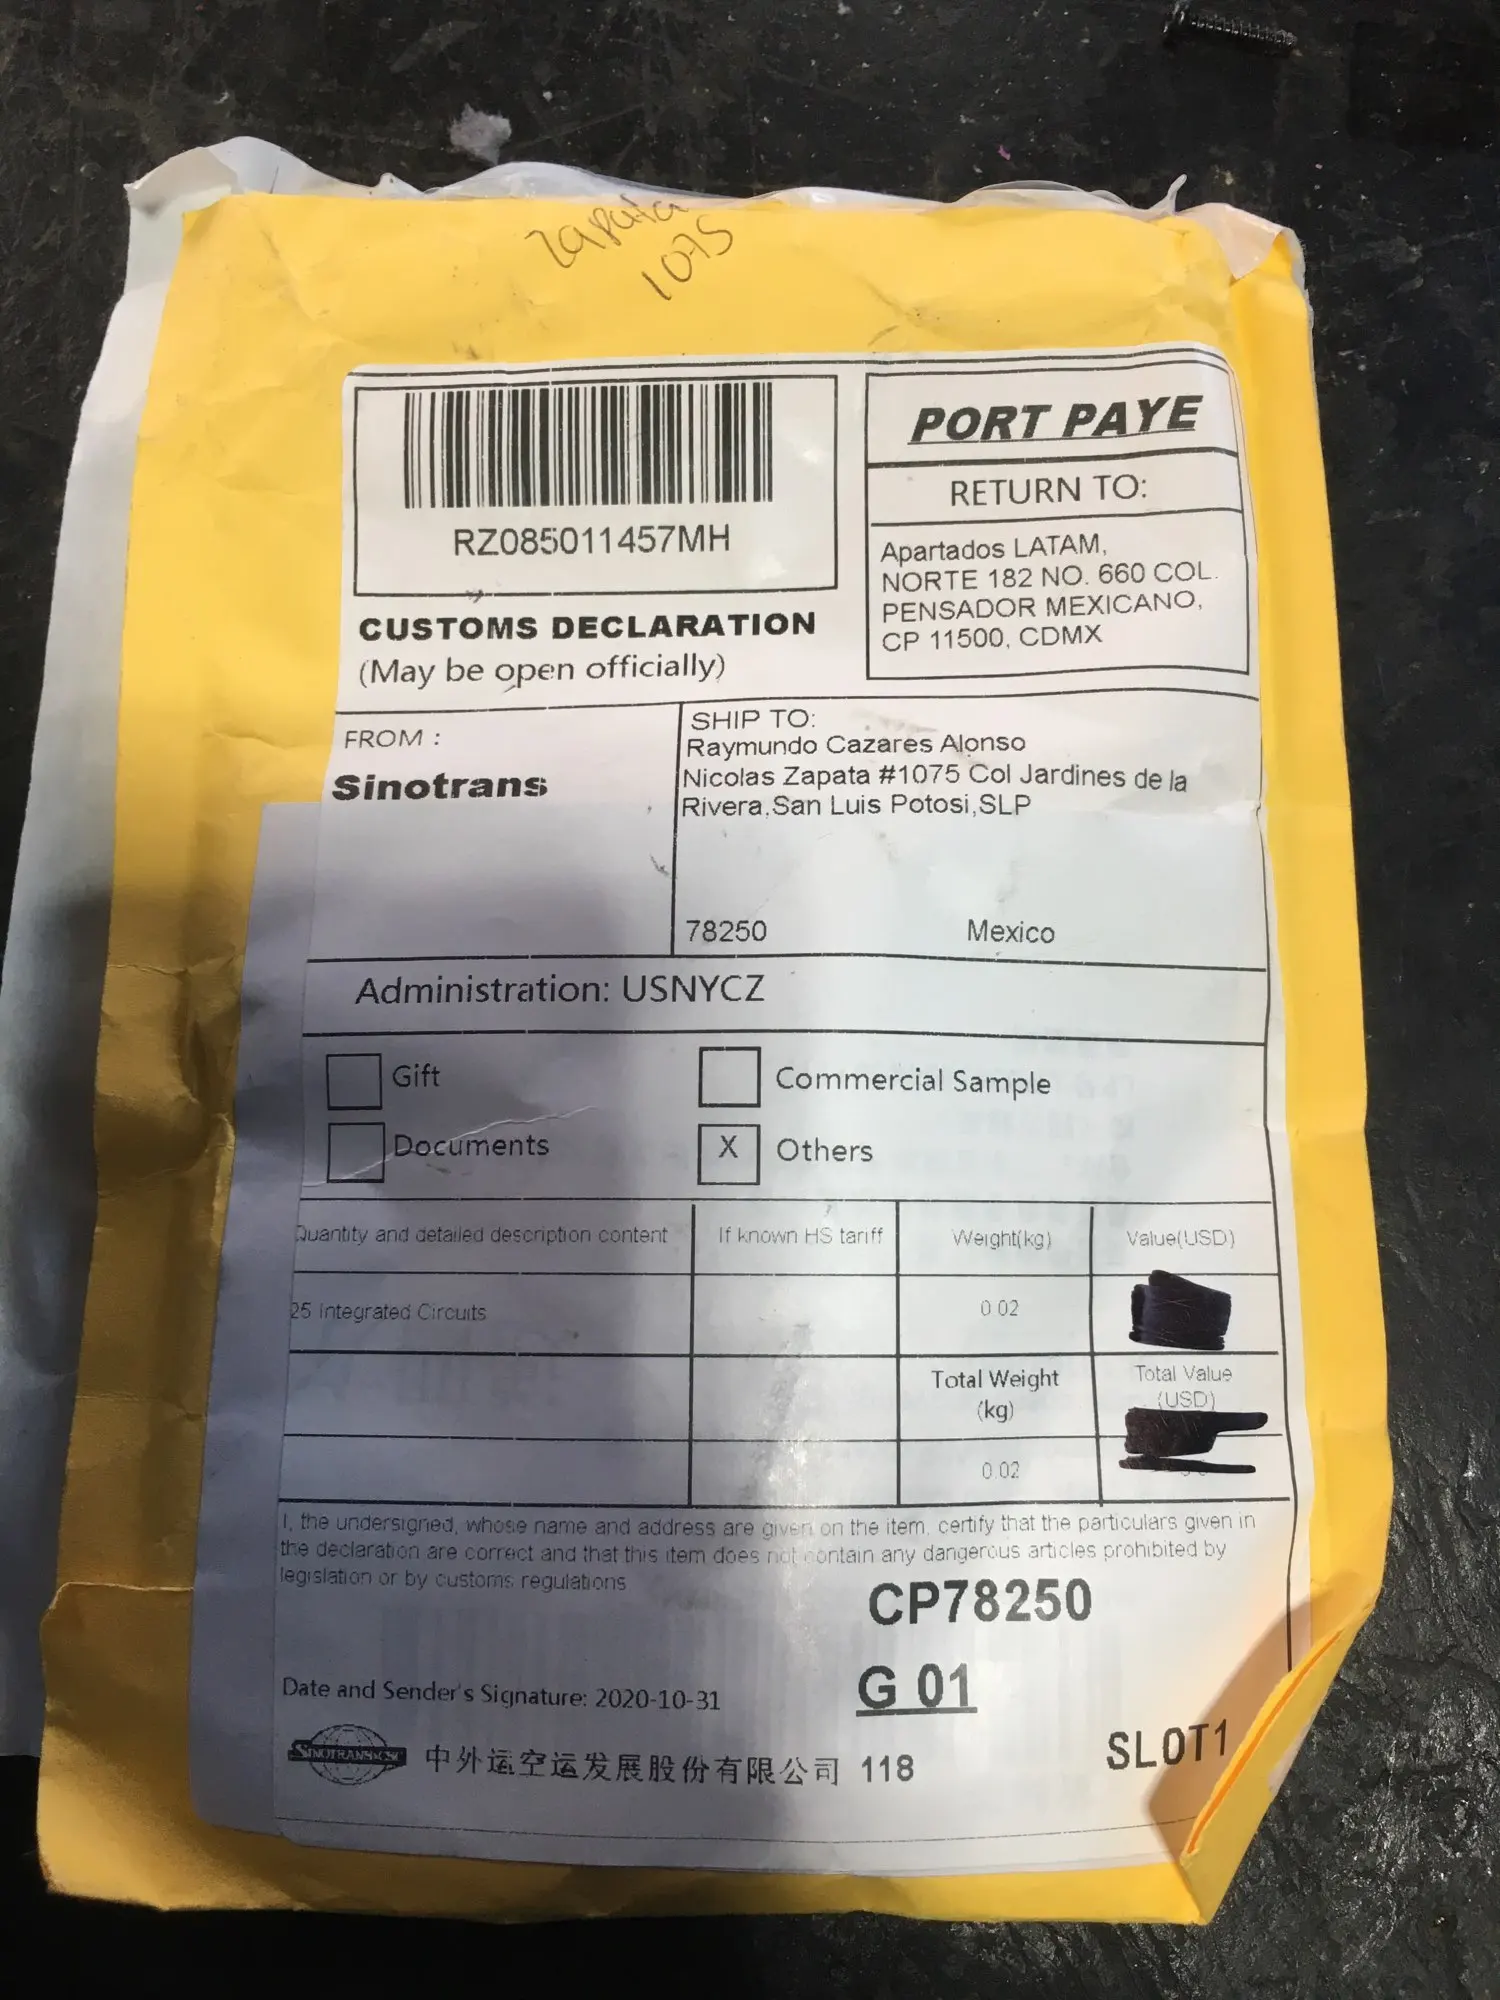 Zapata
1075
RZ085011457MH
CUSTOMS DECLARATION
(May be open officially)
PORT PAYE
RETURN TO:
Apartados LATAM,
NORTE 182 NO. 660 COL.
PENSADOR MEXICANO,
CP 11500, CDMX
FROM :
Sinotrans
SHIP TO:
Raymundo Cazares Alonso
Nicolas Zapata #1075 Col Jardines de la
Rivera,San Luis Potosi,SLP
78250 Mexico
Administration: USNYCZ
Gift
Commercial Sample
Documents
X Others
Quantity and detailed description content If known HS tariff Weight(kg) Value(USD)
25 Integrated Circuits 0.02
Total Weight
(kg)
Total Value
(USD)
0.02
I, the undersigned, whose name and address are given on the item, certify that the particulars given in
the declaration are correct and that this item does not contain any dangerous articles prohibited by
legislation or by customs regulations
CP78250
Date and Sender's Signature: 2020-10-31
G 01
SINOTRANS&CSC 中外运空运发展股份有限公司 118
SLOT1